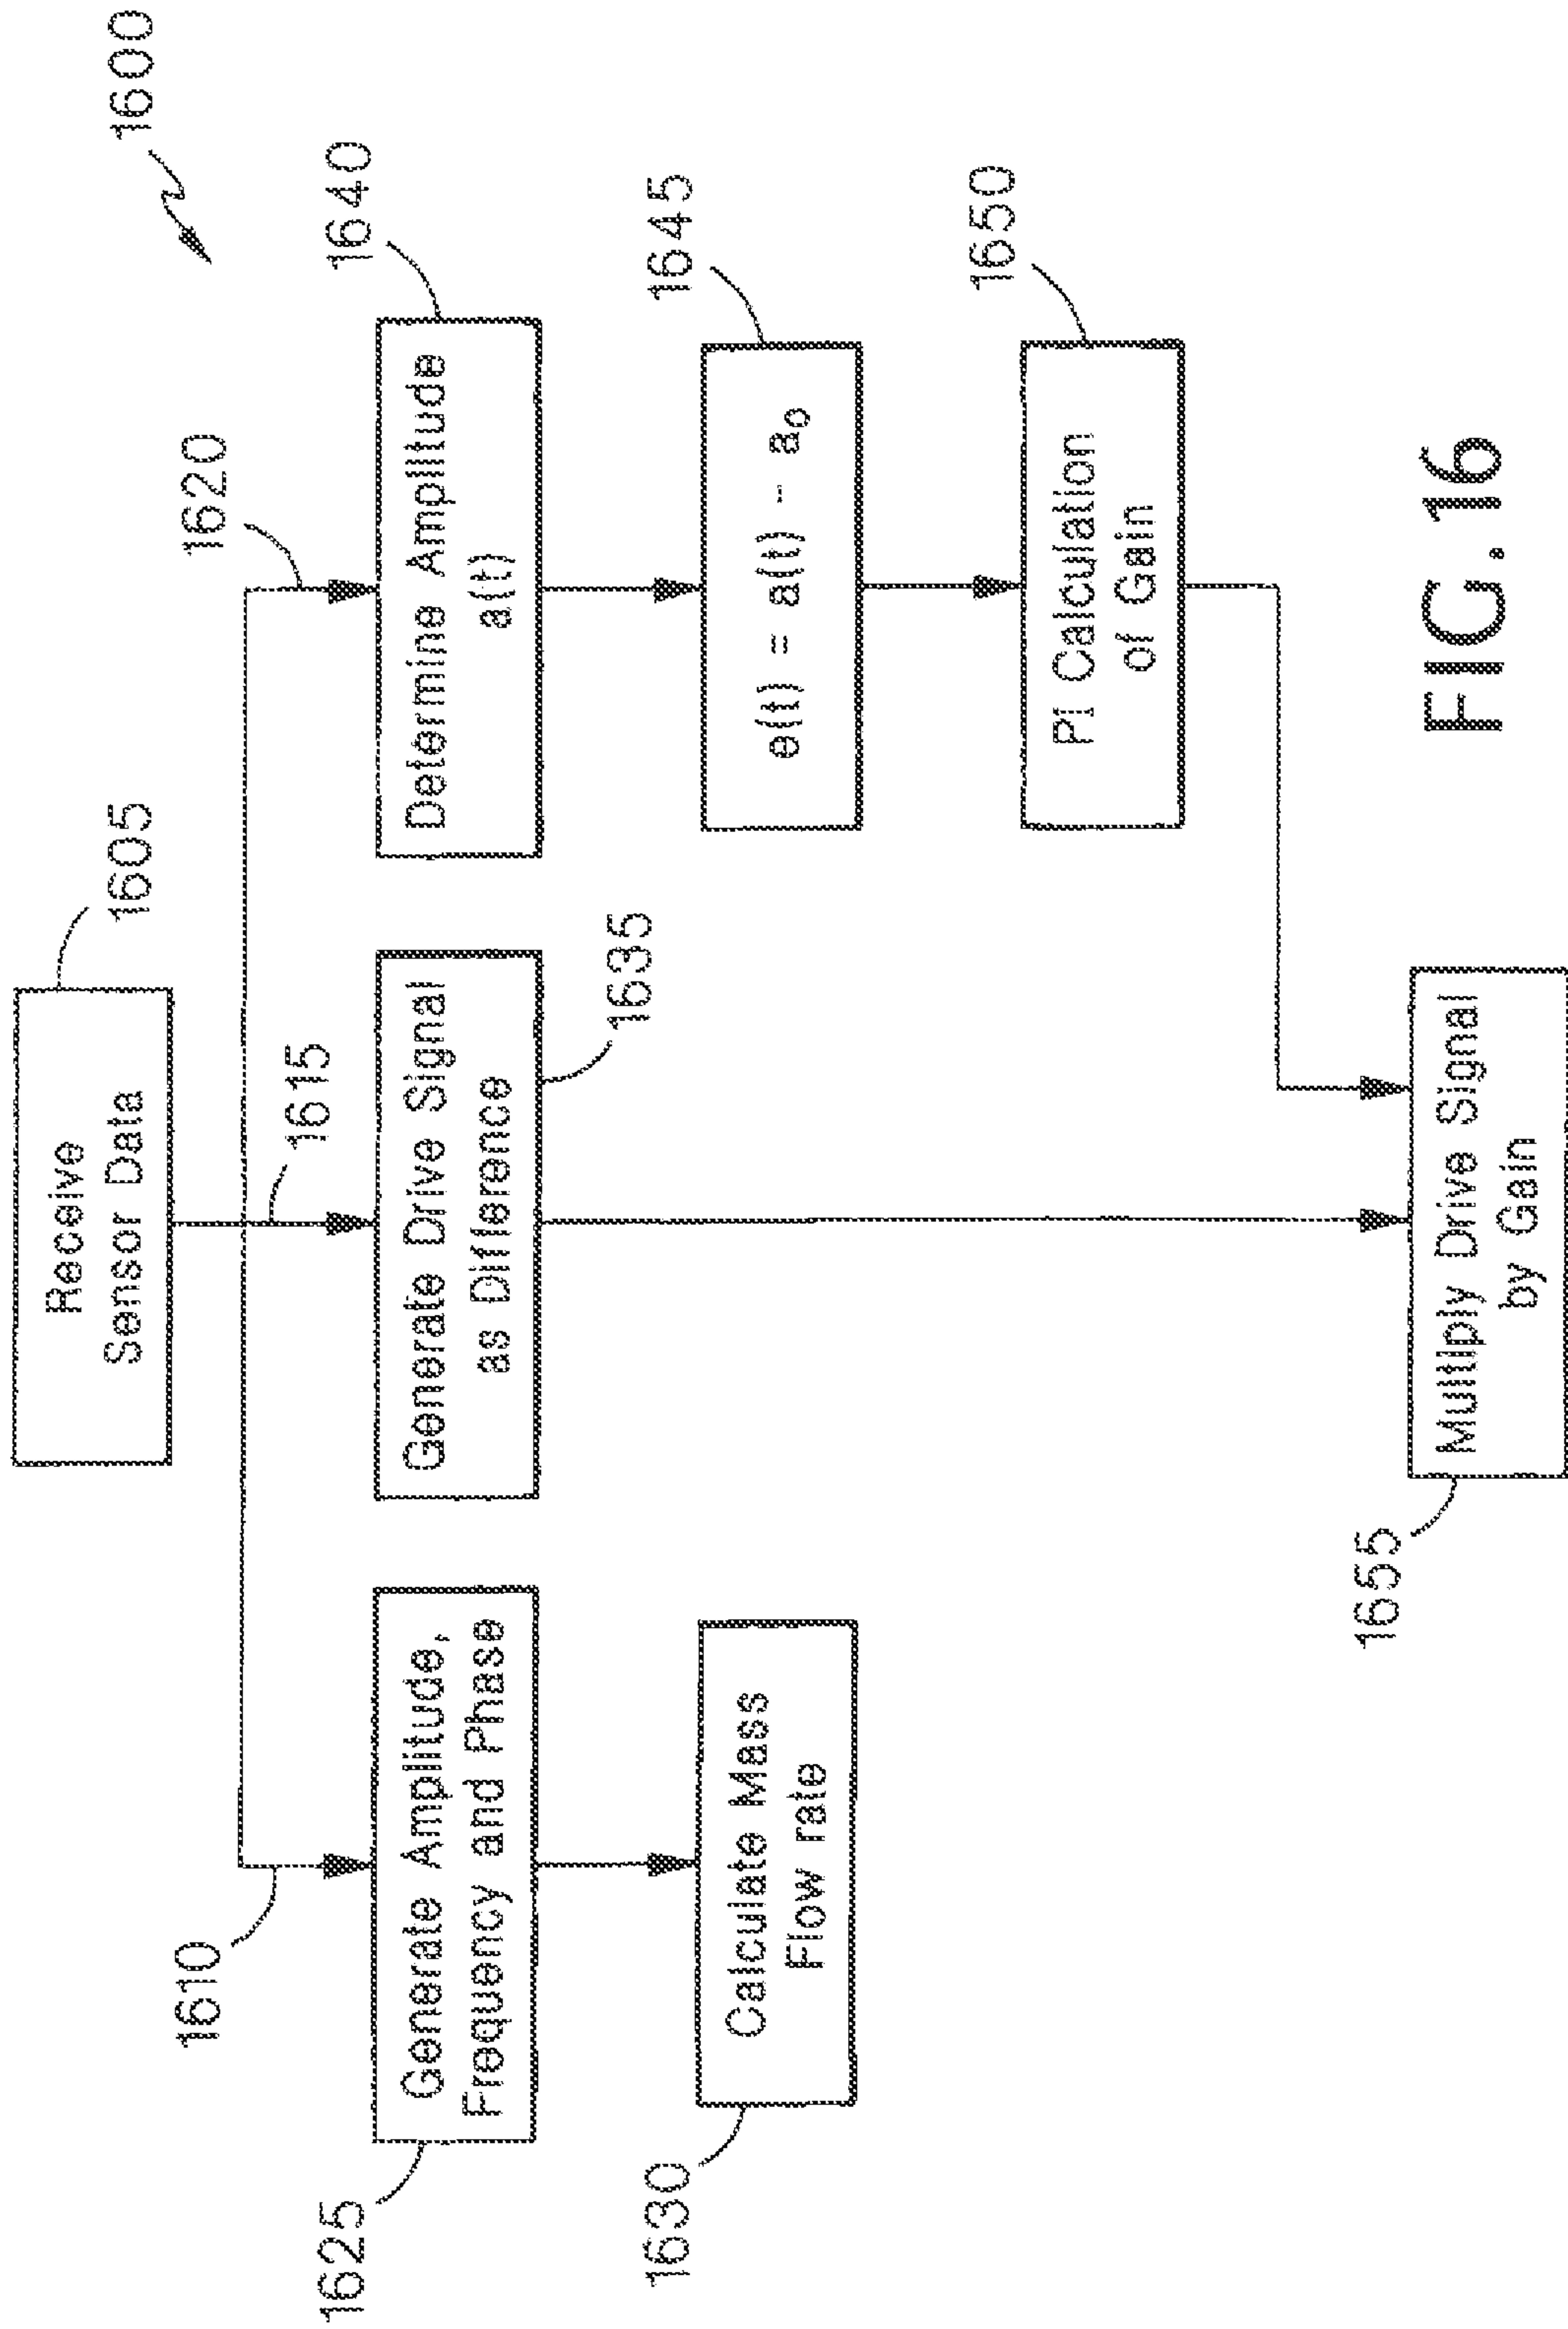 1600
Receive
Sensor Data
1605
1610
1615
1620
1625
Generate Amplitude,
Frequency and Phase
Generate Drive Signal
as Difference
1635
Determine Amplitude
a(t)
1640
1630
Calculate Mass
Flow rate
e(t) = a(t) - a₀
1645
PI Calculation
of Gain
1650
1655
Multiply Drive Signal
by Gain
FIG. 16